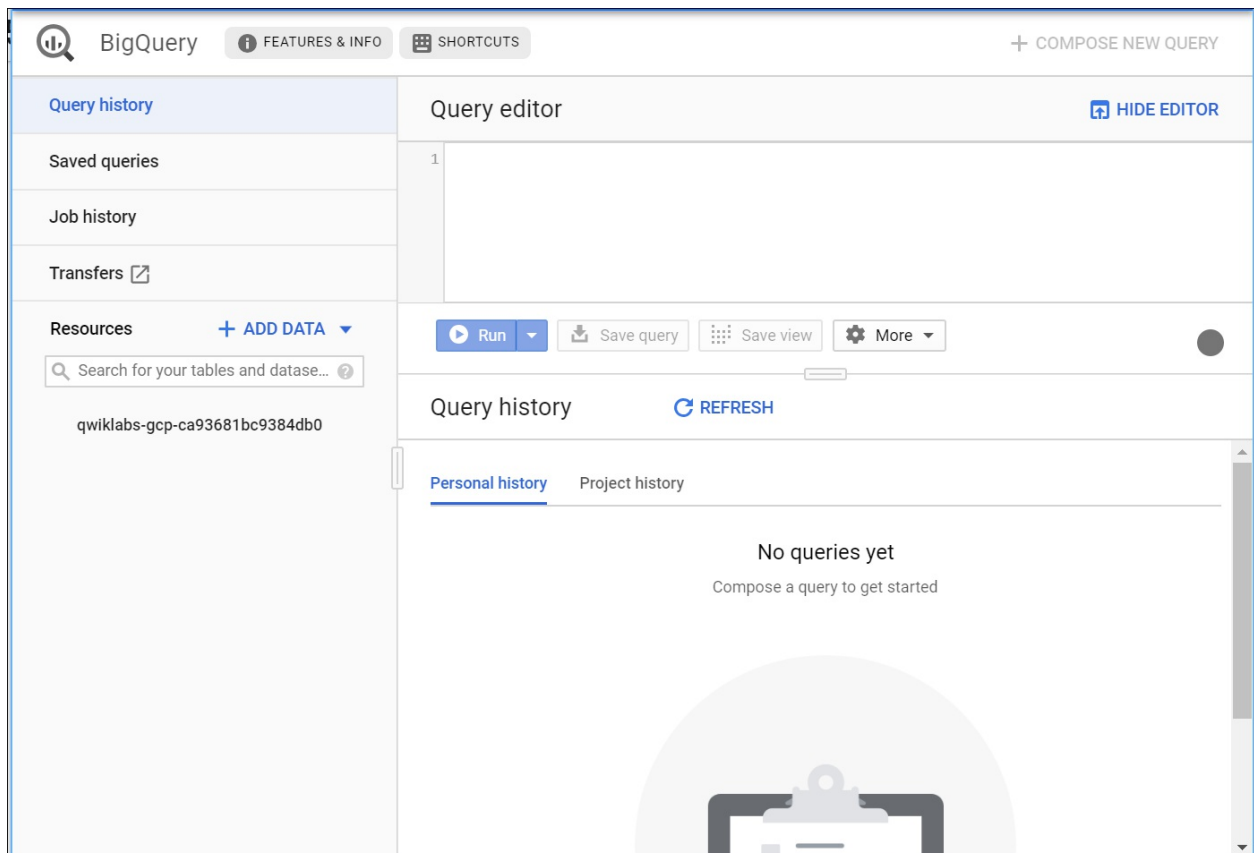 BigQuery
FEATURES & INFO
SHORTCUTS
COMPOSE NEW QUERY
Query history
Saved queries
Job history
Transfers
Resources
ADD DATA
Search for your tables and datase...
qwiklabs-gcp-ca93681bc9384db0
Query editor
HIDE EDITOR
1
Run
Save query
Save view
More
Query history
REFRESH
Personal history
Project history
No queries yet
Compose a query to get started